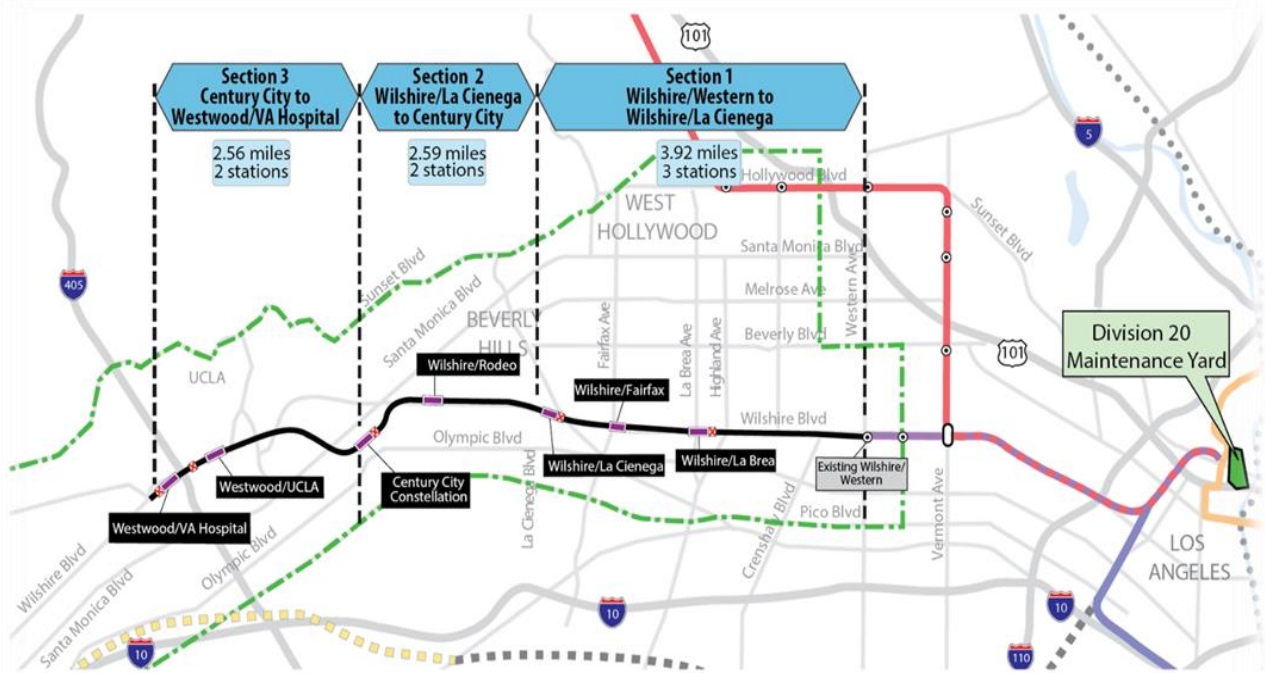 101
Section 3
Century City to
Westwood/VA Hospital
Section 2
Wilshire/La Cienega
to Century City
Section 1
Wilshire/Western to
Wilshire/La Cienega
2.56 miles
2 stations
2.59 miles
2 stations
3.92 miles
3 stations
5
Hollywood Blvd
WEST
HOLLYWOOD
Sunset Blvd
Santa Monica Blvd
Western Ave
Sunset Blvd
405
Santa Monica Blvd
Melrose Ave
BEVERLY
HILLS
Fairfax Ave
La Brea Ave
Highland Ave
Beverly Blvd
101
Division 20
Maintenance Yard
UCLA
Wilshire/Rodeo
Wilshire/Fairfax
Wilshire Blvd
Olympic Blvd
Wilshire/La Cienega
Wilshire/La Brea
Existing Wilshire/
Western
Westwood/UCLA
Century City
Constellation
La Cienega Blvd
Crenshaw Blvd
Pico Blvd
Vermont Ave
Westwood/VA Hospital
Wilshire Blvd
Santa Monica Blvd
Olympic Blvd
LOS
ANGELES
10
10
10
110